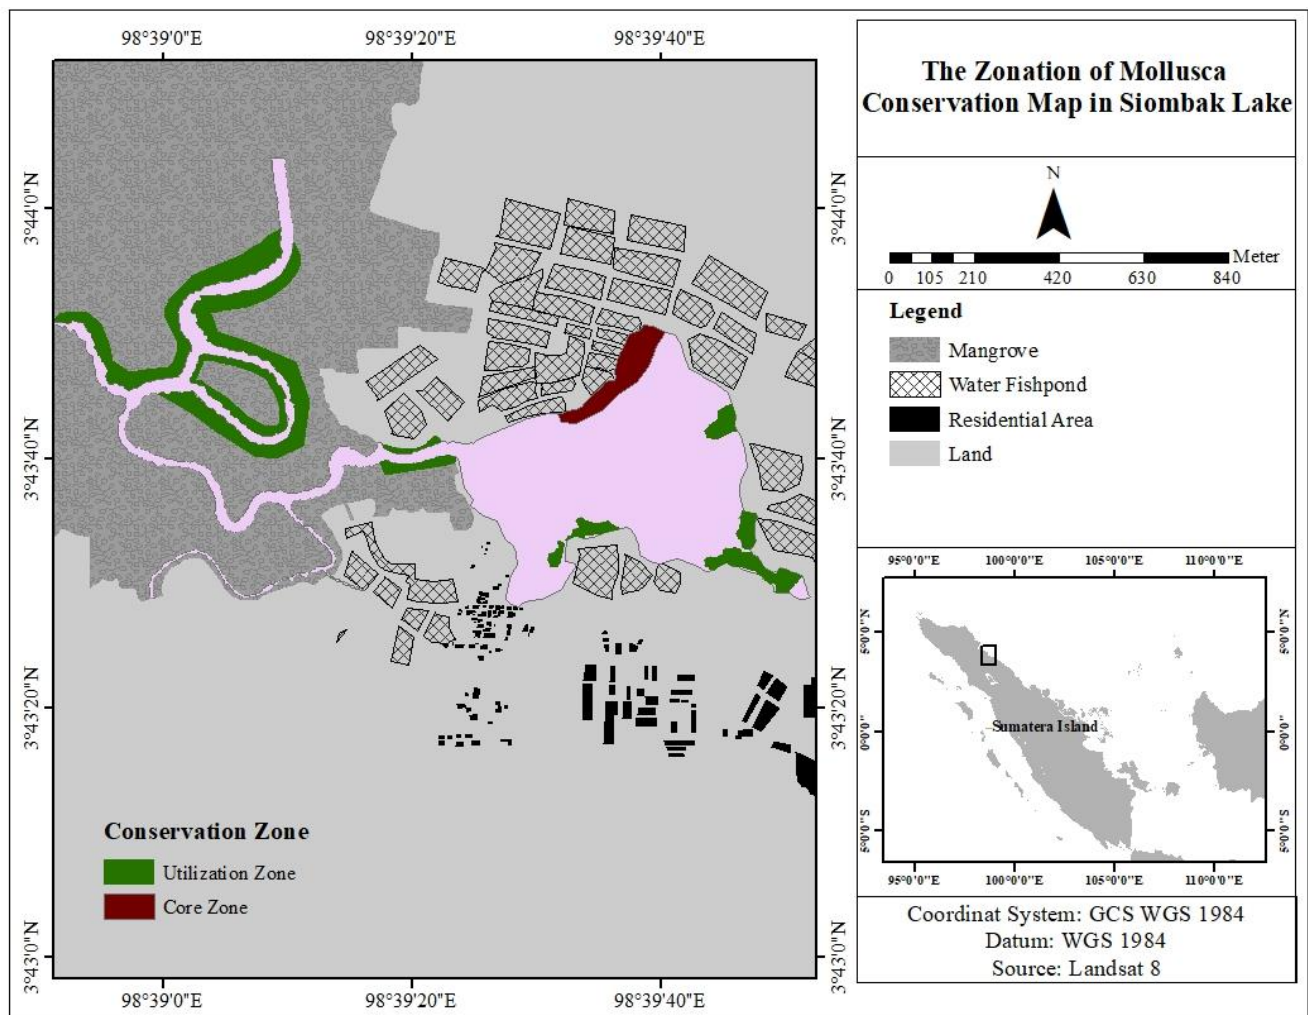 98°39'0"E 98°39'20"E 98°39'40"E
3°44'0"N 3°44'0"N
3°43'40"N 3°43'40"N
3°43'20"N 3°43'20"N
3°43'0"N 3°43'0"N
Conservation Zone
Utilization Zone
Core Zone
98°39'0"E 98°39'20"E 98°39'40"E
The Zonation of Mollusca
Conservation Map in Siombak Lake
N
Meter
0 105 210 420 630 840
Legend
Mangrove
Water Fishpond
Residential Area
Land
95°0'0"E 100°0'0"E 105°0'0"E 110°0'0"E
5°0'0"N 5°0'0"N
0°0'0" 0°0'0"
5°0'0"S 5°0'0"S
Sumatera Island
95°0'0"E 100°0'0"E 105°0'0"E 110°0'0"E
Coordinat System: GCS WGS 1984
Datum: WGS 1984
Source: Landsat 8